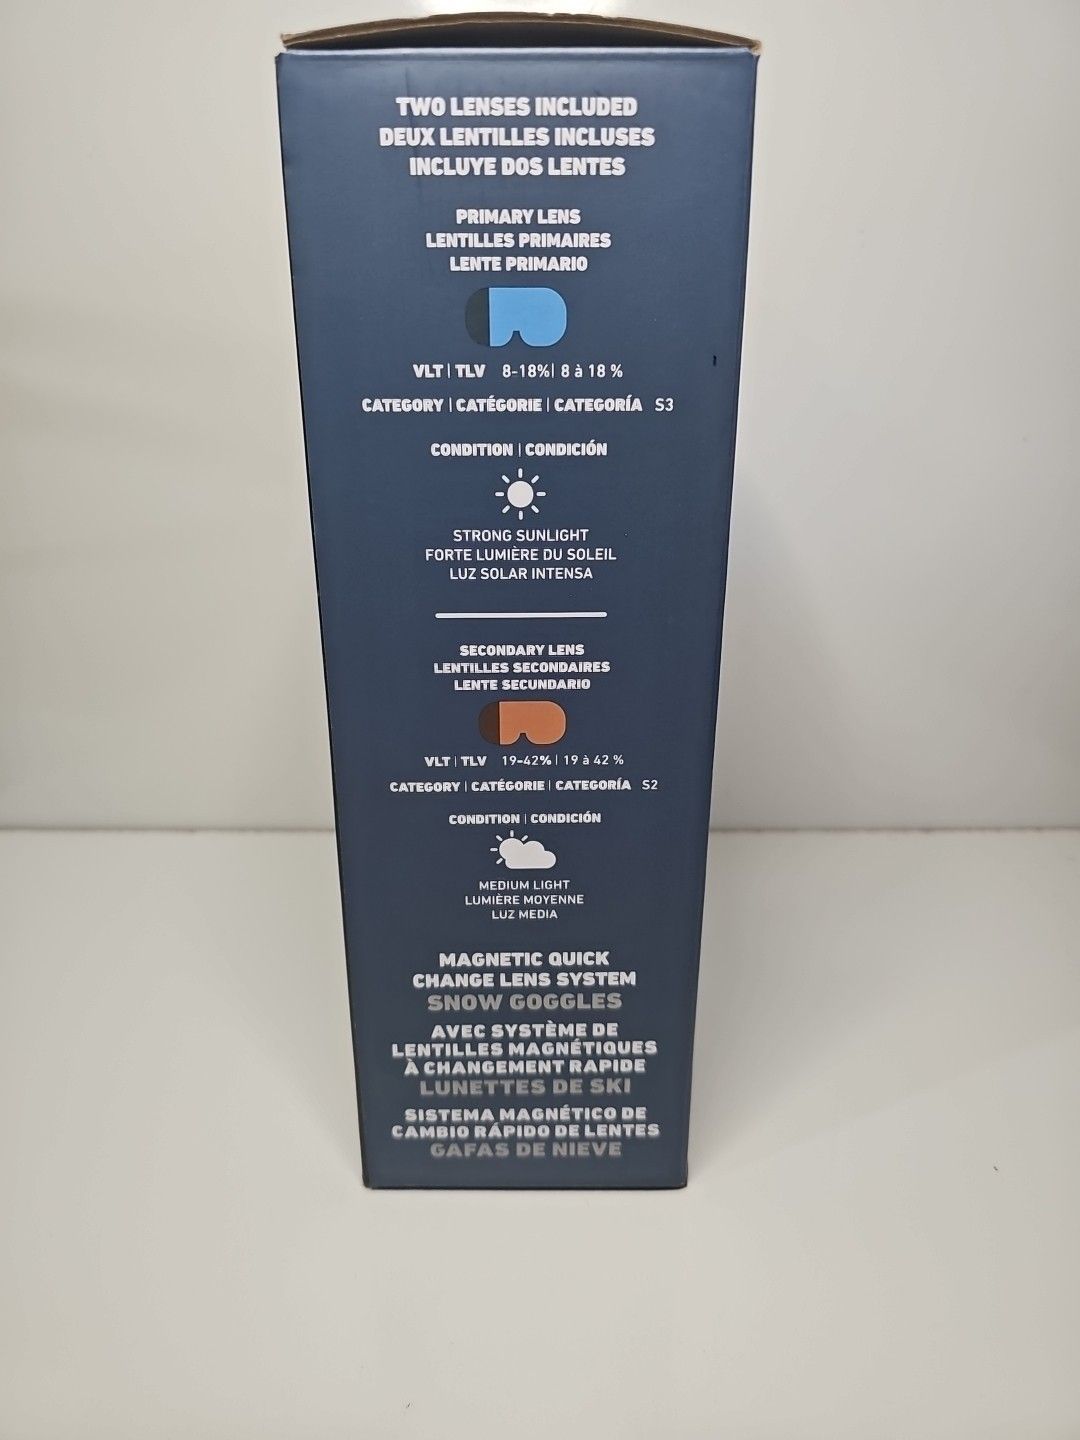 TWO LENSES INCLUDED
DEUX LENTILLES INCLUSES
INCLUYE DOS LENTES
PRIMARY LENS
LENTILLES PRIMAIRES
LENTE PRIMARIO
VLT | TLV 8-18% | 8 à 18 %
CATEGORY | CATÉGORIE | CATEGORÍA S3
CONDITION | CONDICIÓN
STRONG SUNLIGHT
FORTE LUMIÈRE DU SOLEIL
LUZ SOLAR INTENSA
SECONDARY LENS
LENTILLES SECONDAIRES
LENTE SECUNDARIO
VLT | TLV 19-42% | 19 à 42 %
CATEGORY | CATÉGORIE | CATEGORÍA S2
CONDITION | CONDICIÓN
MEDIUM LIGHT
LUMIÈRE MOYENNE
LUZ MEDIA
MAGNETIC QUICK
CHANGE LENS SYSTEM
SNOW GOGGLES
AVEC SYSTÈME DE
LENTILLES MAGNÉTIQUES
À CHANGEMENT RAPIDE
LUNETTES DE SKI
SISTEMA MAGNÉTICO DE
CAMBIO RÁPIDO DE LENTES
GAFAS DE NIEVE